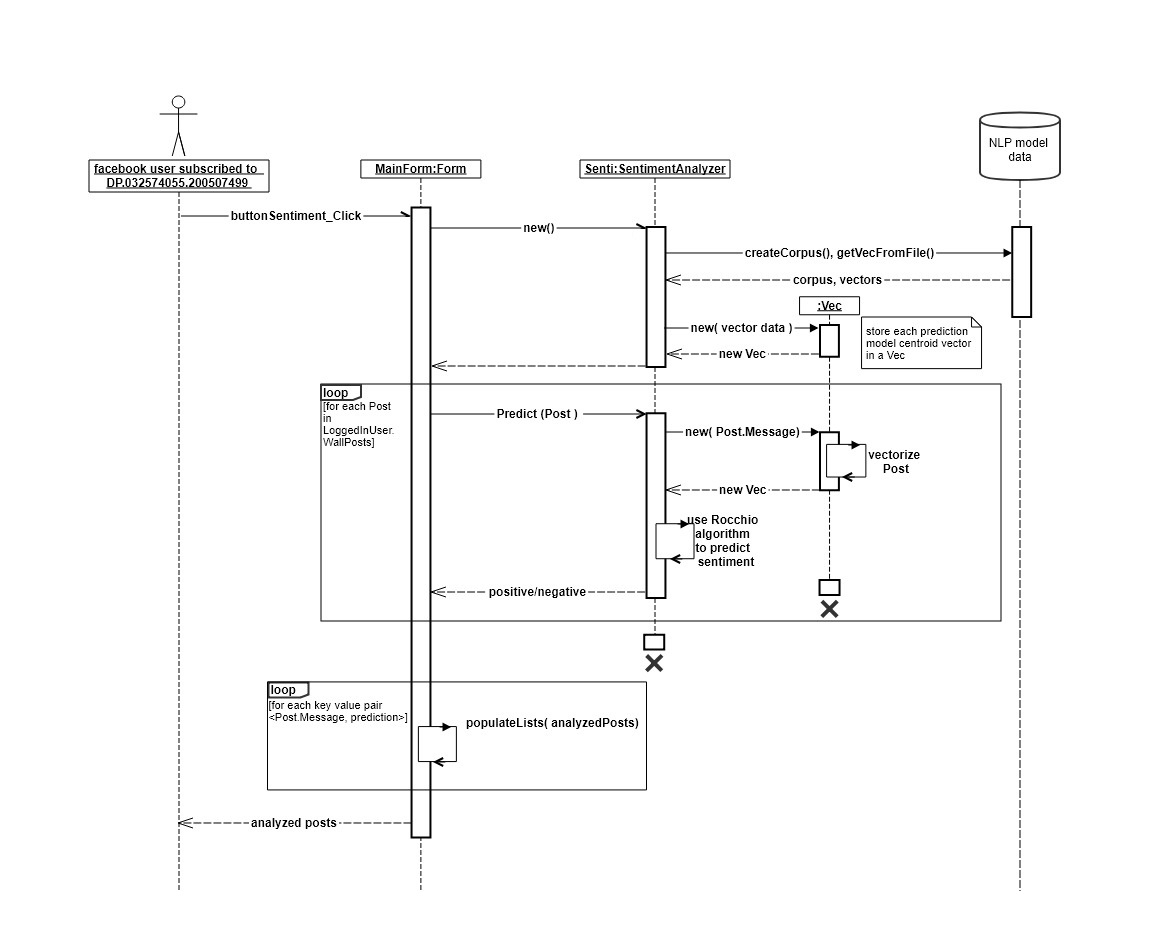 facebook user subscribed to
DP.032574055.200507499
MainForm:Form
Senti:SentimentAnalyzer
NLP model
data
buttonSentiment_Click
new()
createCorpus(), getVecFromFile()
corpus, vectors
:Vec
new( vector data )
store each prediction
model centroid vector
in a Vec
new Vec
loop
[for each Post
in
LoggedInUser.
WallPosts]
Predict (Post )
new( Post.Message)
vectorize
Post
new Vec
use Rocchio
algorithm
to predict
sentiment
positive/negative
loop
[for each key value pair
<Post.Message, prediction>]
populateLists( analyzedPosts)
analyzed posts